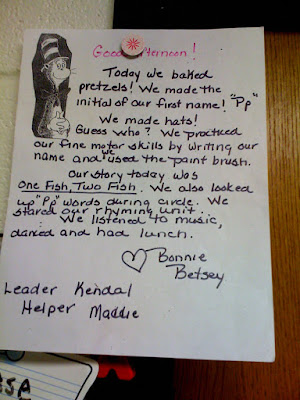 Good Afternoon!
Today we baked
pretzels! We made the
initial of our first name! "Pp"
We made hats!
Guess who? We practiced
our fine motor skills by writing our
name and we used the paint brush.
Our story today was
One Fish, Two Fish. We also looked
up "Pp" words during circle. We
started our rhyming unit...
We listened to music,
danced and had lunch.
Bonnie
Betsey
Leader Kendal
Helper Maddie